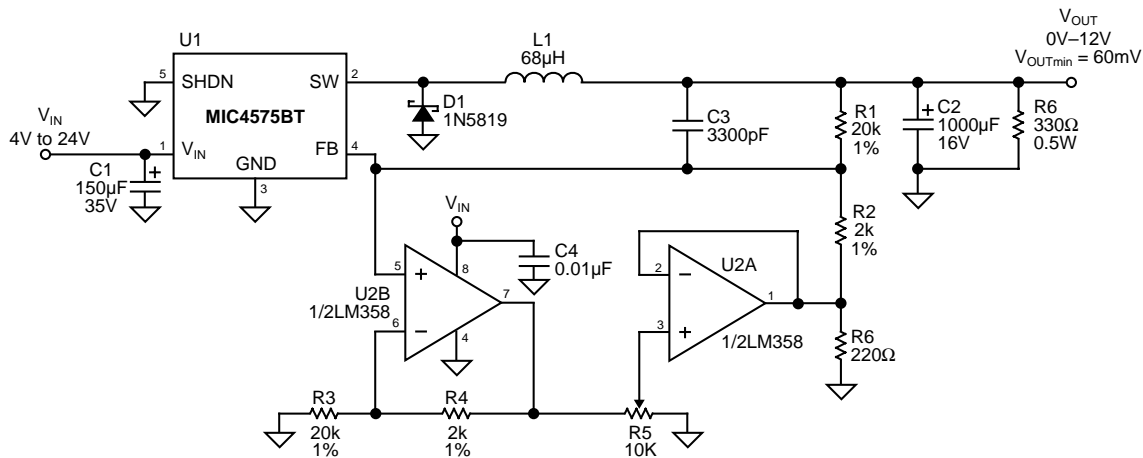 U1
5
SHDN
SW
2
MIC4575BT
1
VIN
FB
4
GND
3
VIN
4V to 24V
C1
150µF
35V
L1
68µH
D1
1N5819
C3
3300pF
R1
20k
1%
C2
1000µF
16V
R6
330Ω
0.5W
VOUT
0V–12V
VOUTmin = 60mV
R2
2k
1%
VIN
C4
0.01µF
5
+
8
U2B
1/2LM358
7
6
−
4
2
−
U2A
1
3
+
1/2LM358
R6
220Ω
R3
20k
1%
R4
2k
1%
R5
10K
+
+